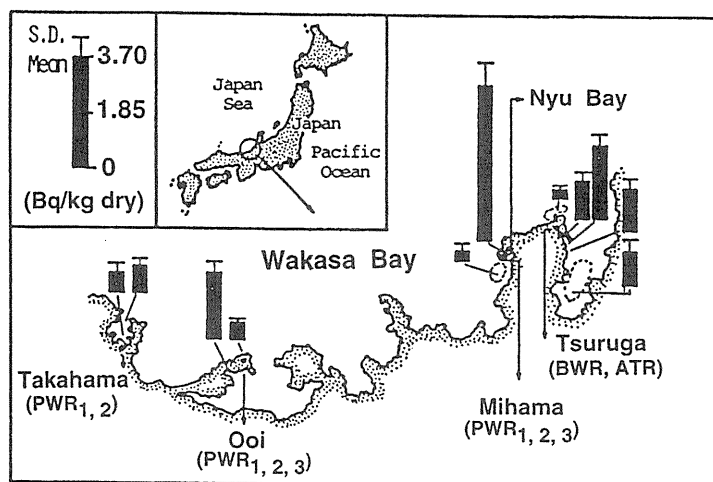 S.D.
Mean
3.70
1.85
0
(Bq/kg dry)
Japan
Sea
Japan
Pacific
Ocean
Nyu Bay
Wakasa Bay
Takahama
(PWR1, 2)
Ooi
(PWR1, 2, 3)
Mihama
(PWR1, 2, 3)
Tsuruga
(BWR, ATR)